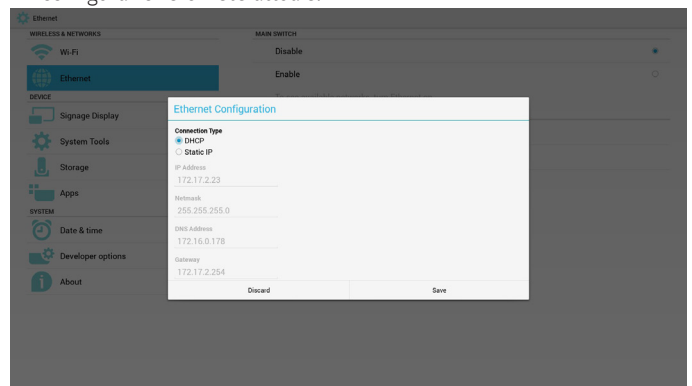 Ethernet
WIRELESS & NETWORKS
Wi-Fi
Ethernet
DEVICE
Signage Display
System Tools
Storage
Apps
SYSTEM
Date & time
Developer options
About
MAIN SWITCH
Disable
Enable
Ethernet Configuration
Connection Type
DHCP
Static IP
IP Address
172.17.2.23
Netmask
255.255.255.0
DNS Address
172.16.0.178
Gateway
172.17.2.254
Discard
Save